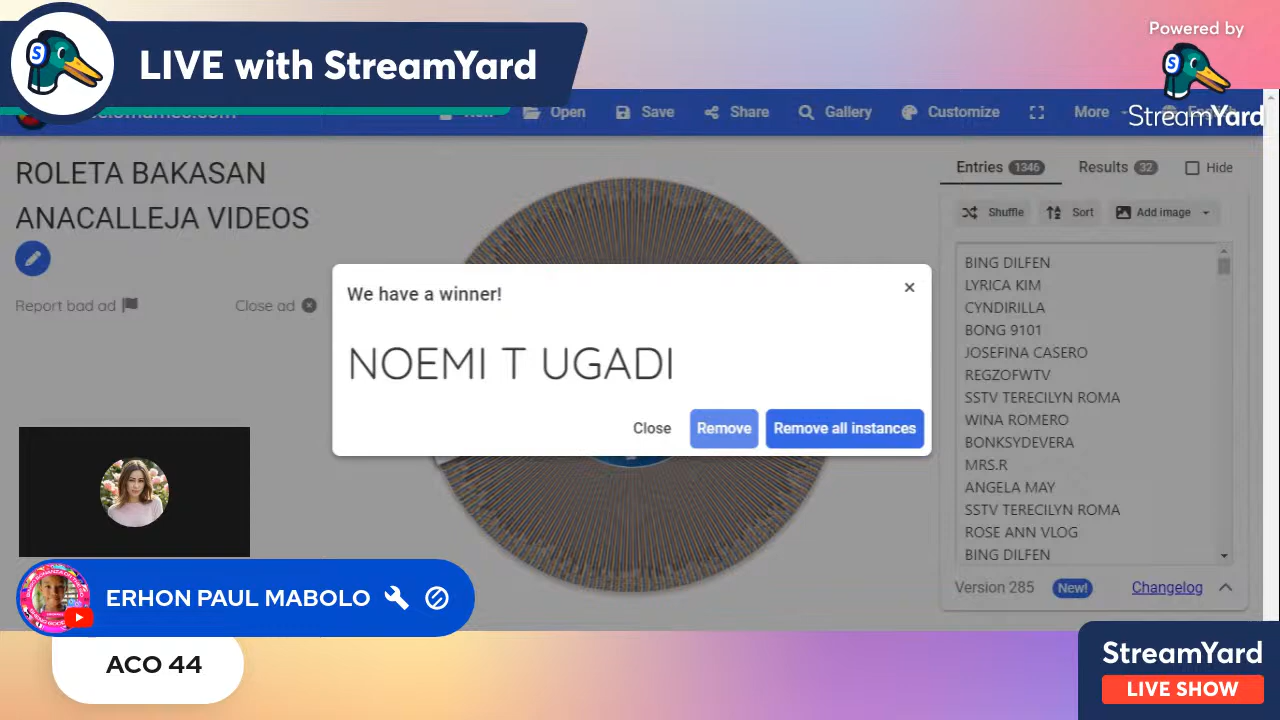 LIVE with StreamYard
Powered by
StreamYard
Open
Save
Share
Gallery
Customize
More
ROLETA BAKASAN
ANACALLEJA VIDEOS
Report bad ad
Close ad
Entries 1346
Results 32
Hide
Shuffle
Sort
Add image
BING DILFEN
LYRICA KIM
CYNDIRILLA
BONG 9101
JOSEFINA CASERO
REGZOFWTV
SSTV TERECILYN ROMA
WINA ROMERO
BONKSYDEVERA
MRS.R
ANGELA MAY
SSTV TERECILYN ROMA
ROSE ANN VLOG
BING DILFEN
Version 285
New!
Changelog
We have a winner!
NOEMI T UGADI
Close
Remove
Remove all instances
ERHON PAUL MABOLO
ACO 44
StreamYard
LIVE SHOW